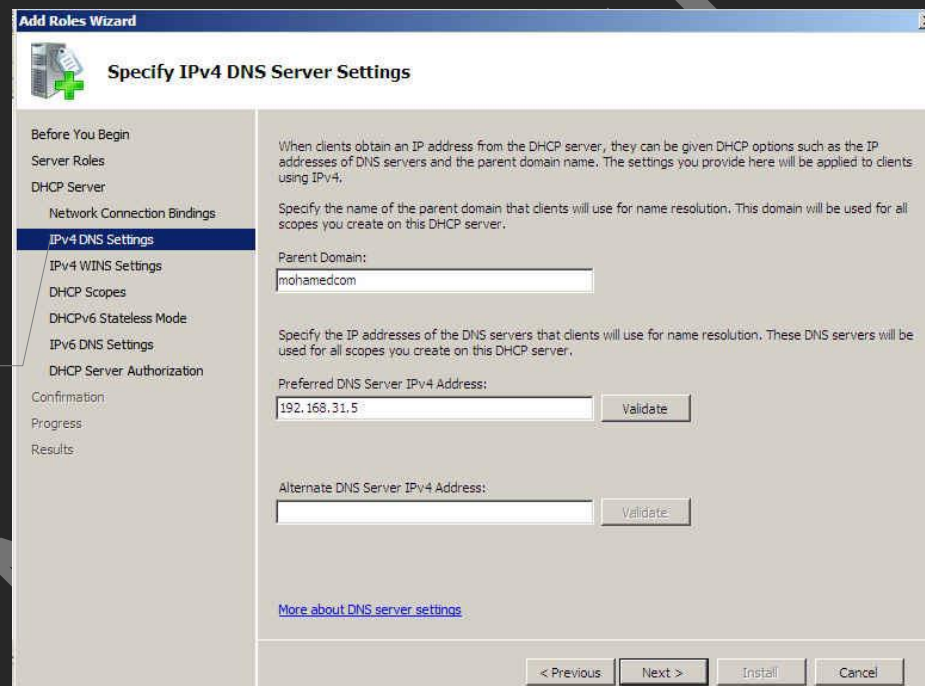 Add Roles Wizard
Specify IPv4 DNS Server Settings
Before You Begin
Server Roles
DHCP Server
Network Connection Bindings
IPv4 DNS Settings
IPv4 WINS Settings
DHCP Scopes
DHCPv6 Stateless Mode
IPv6 DNS Settings
DHCP Server Authorization
Confirmation
Progress
Results
When clients obtain an IP address from the DHCP server, they can be given DHCP options such as the IP
addresses of DNS servers and the parent domain name. The settings you provide here will be applied to clients
using IPv4.
Specify the name of the parent domain that clients will use for name resolution. This domain will be used for all
scopes you create on this DHCP server.
Parent Domain:
mohamedcom
Specify the IP addresses of the DNS servers that clients will use for name resolution. These DNS servers will be
used for all scopes you create on this DHCP server.
Preferred DNS Server IPv4 Address:
192.168.31.5 Validate
Alternate DNS Server IPv4 Address:
Validate
More about DNS server settings
< Previous Next > Install Cancel